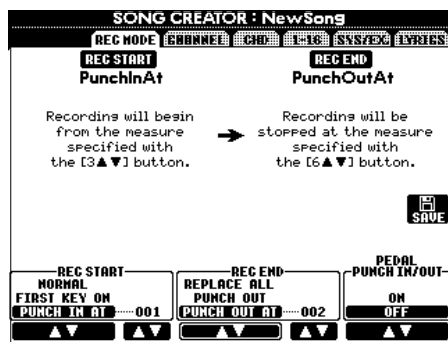 SONG CREATOR : NewSong
REC MODE CHANNEL CHD 1-16 SYS/EX. LYRICS
REC START REC END
PunchInAt PunchOutAt
Recording will begin
from the measure
specified with
the [3▲▼] button.
Recording will be
stopped at the measure
specified with
the [6▲▼] button.
SAVE
REC START
NORMAL
FIRST KEY ON
PUNCH IN AT 001
REC END
REPLACE ALL
PUNCH OUT
PUNCH OUT AT 002
PEDAL
PUNCH IN/OUT
ON
OFF